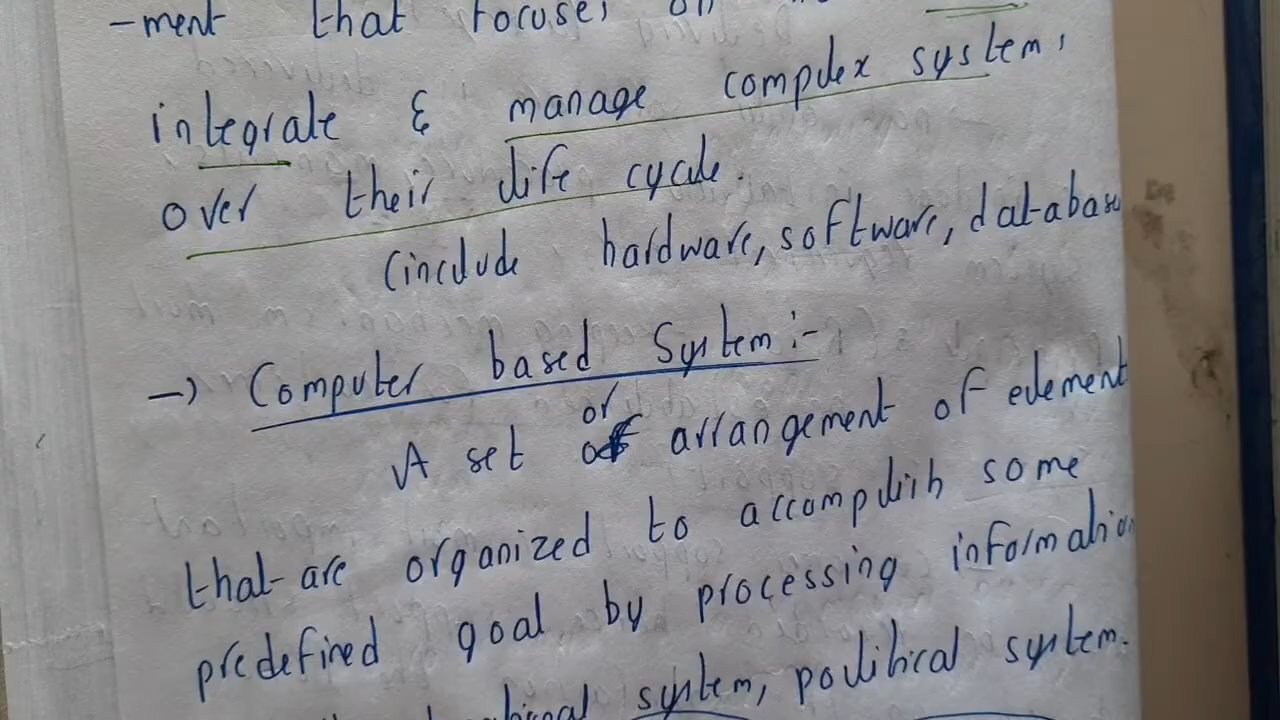 -ment that focuses on
integrate & manage complex system,
over their life cycle.
(include hardware, software, database
-> Computer based System :-
A set or arrangement of element
that are organized to accomplish some
predefined goal by processing information
system, political system.